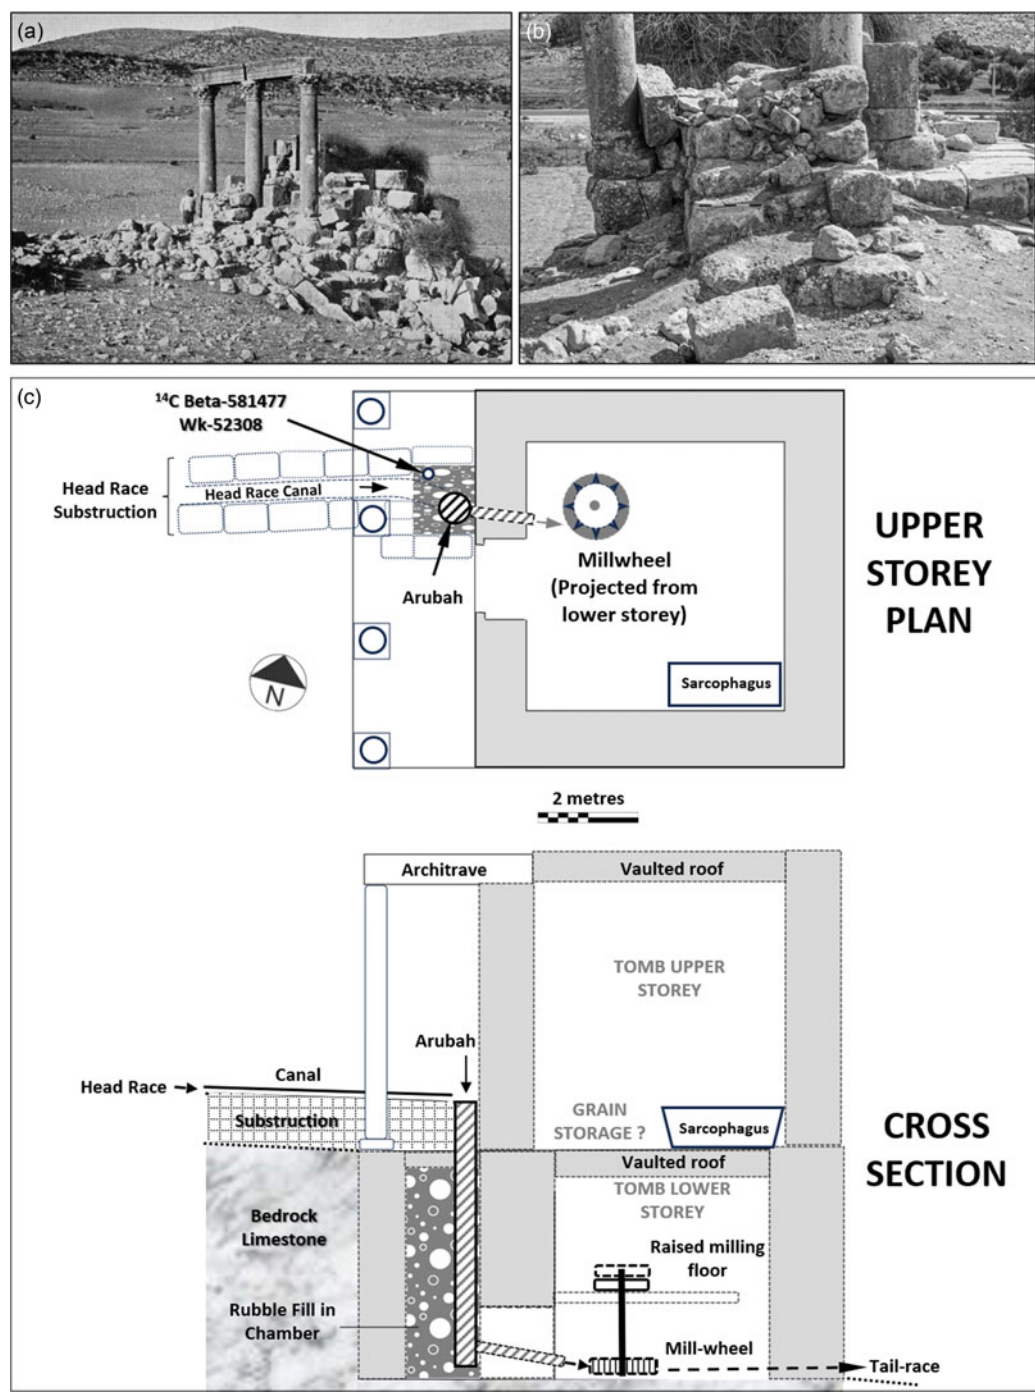 (a)
(b)
(c)
¹⁴C Beta-581477
Wk-52308
Head Race
Substruction
Head Race Canal
Arubah
Millwheel
(Projected from
lower storey)
Sarcophagus
N
UPPER
STOREY
PLAN
2 metres
Architrave
Vaulted roof
TOMB UPPER
STOREY
Arubah
Head Race
Canal
Substruction
GRAIN
STORAGE ?
Sarcophagus
CROSS
SECTION
Vaulted roof
TOMB LOWER
STOREY
Bedrock
Limestone
Raised milling
floor
Rubble Fill in
Chamber
Mill-wheel
Tail-race